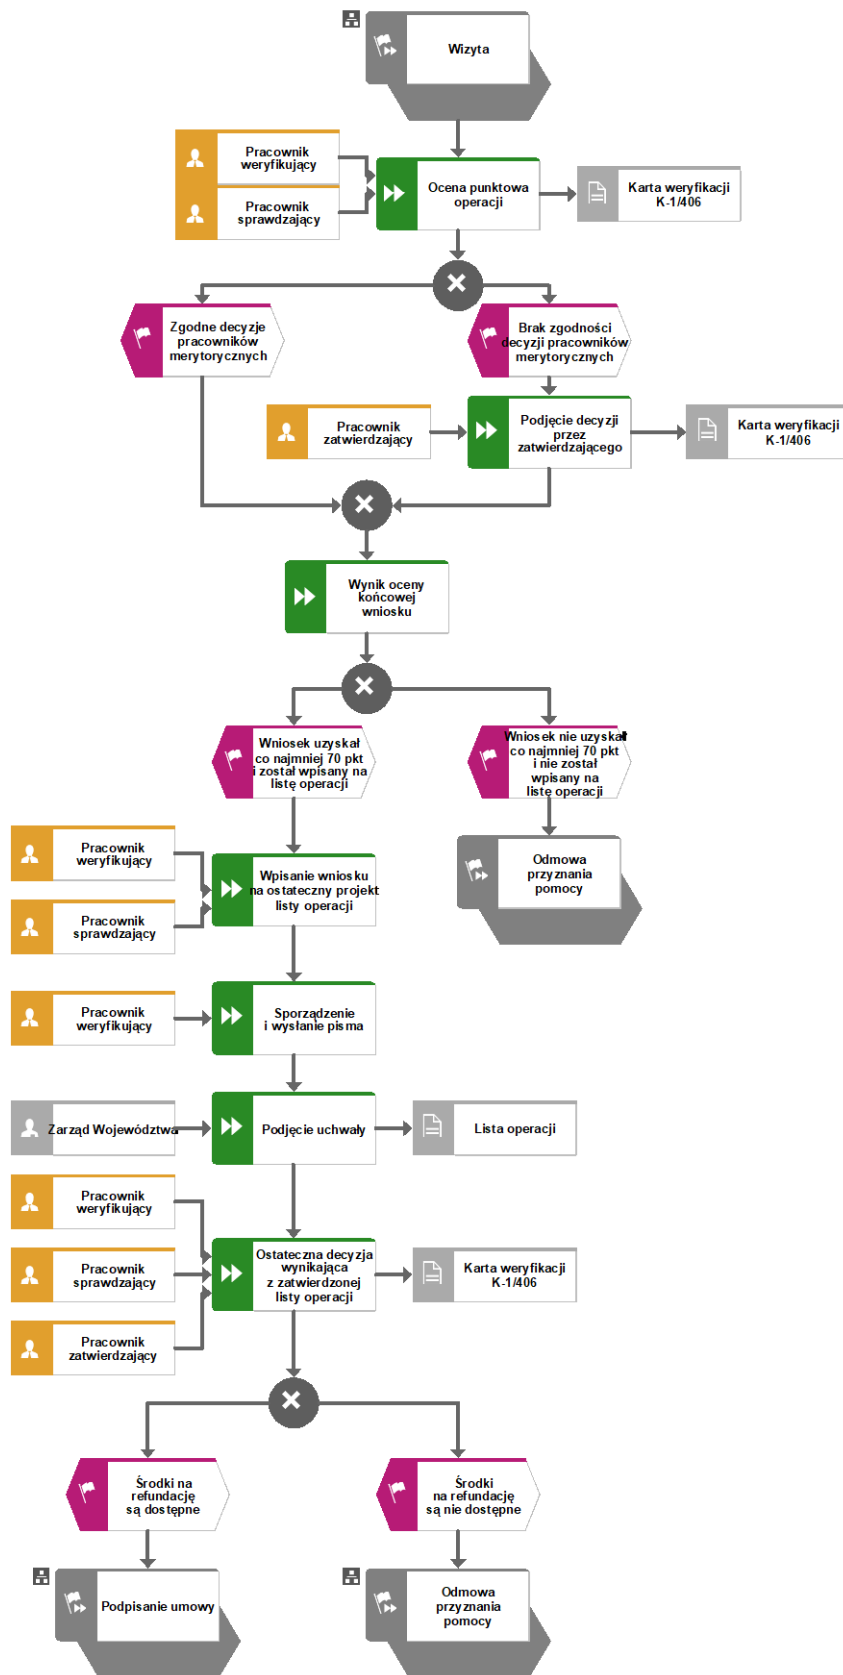 Wizyta
Pracownik
weryfikujący
Ocena punktowa
operacji
Karta weryfikacji
K-1/406
Pracownik
sprawdzający
Zgodne decyzje
pracowników
merytorycznych
Brak zgodności
decyzji pracowników
merytorycznych
Pracownik
zatwierdzający
Podjęcie decyzji
przez
zatwierdzającego
Karta weryfikacji
K-1/406
Wynik oceny
końcowej
wniosku
Wniosek uzyskał
co najmniej 70 pkt
i został wpisany na
listę operacji
Wniosek nie uzyskał
co najmniej 70 pkt
i nie został
wpisany na
listę operacji
Pracownik
weryfikujący
Wpisanie wniosku
na ostateczny projekt
listy operacji
Odmowa
przyznania
pomocy
Pracownik
sprawdzający
Pracownik
weryfikujący
Sporządzenie
i wysłanie pisma
Zarząd Województwa
Podjęcie uchwały
Lista operacji
Pracownik
weryfikujący
Pracownik
sprawdzający
Ostateczna decyzja
wynikająca
z zatwierdzonej
listy operacji
Karta weryfikacji
K-1/406
Pracownik
zatwierdzający
Środki na
refundację
są dostępne
Środki
na refundację
są nie dostępne
Podpisanie umowy
Odmowa
przyznania
pomocy